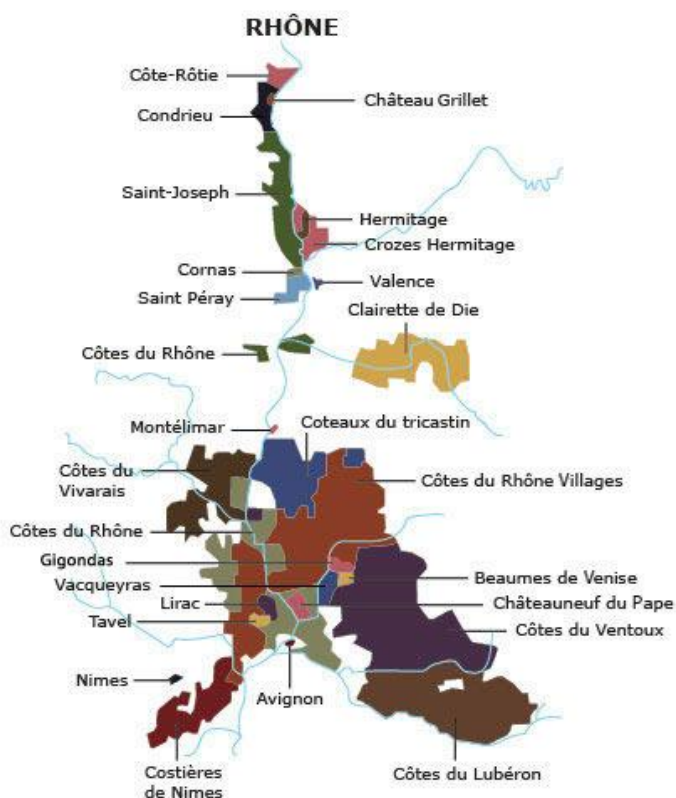 RHÔNE
Côte-Rôtie
Château Grillet
Condrieu
Saint-Joseph
Hermitage
Crozes Hermitage
Cornas
Valence
Saint Péray
Clairette de Die
Côtes du Rhône
Montélimar
Coteaux du tricastin
Côtes du
Vivarais
Côtes du Rhône Villages
Côtes du Rhône
Gigondas
Vacqueyras
Beaumes de Venise
Lirac
Châteauneuf du Pape
Tavel
Côtes du Ventoux
Nimes
Avignon
Costières
de Nimes
Côtes du Lubéron